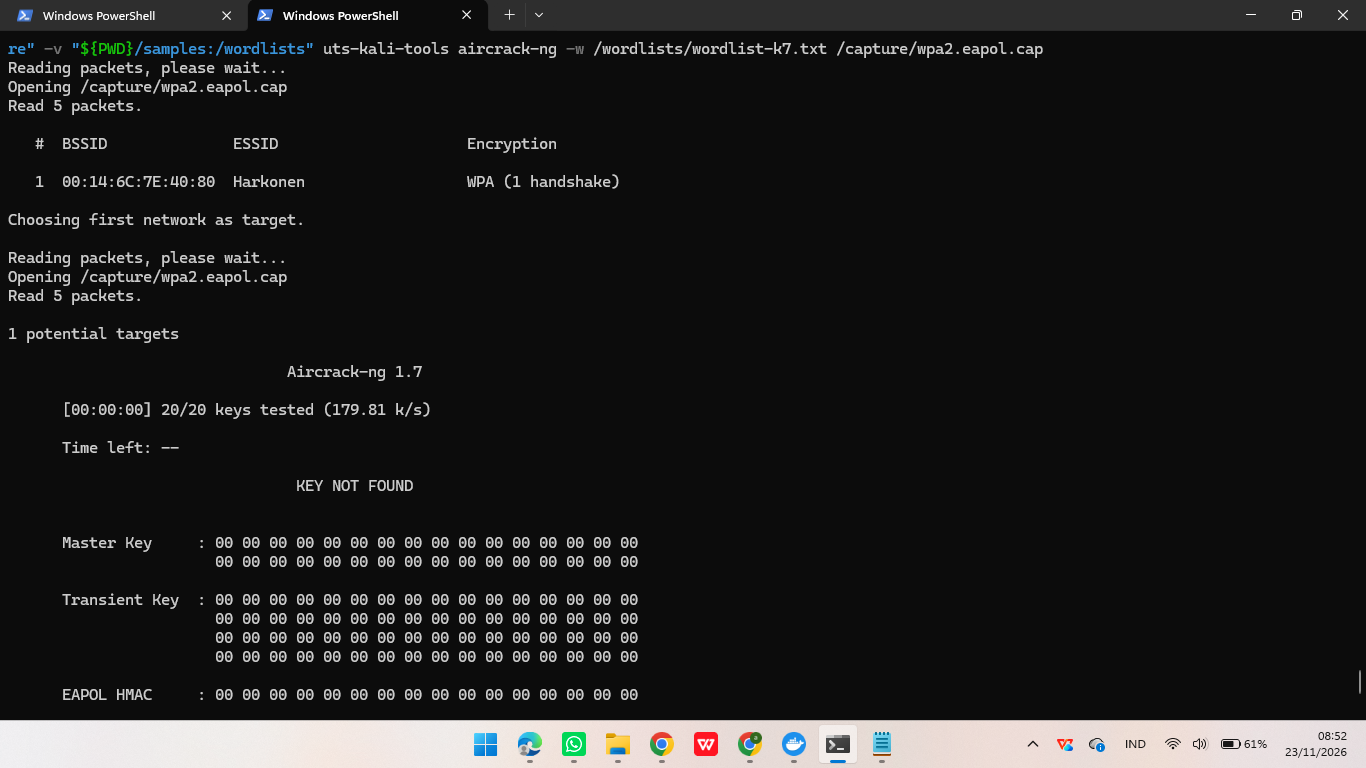 Windows PowerShell
Windows PowerShell
re" -v "${PWD}/samples:/wordlists" uts-kali-tools aircrack-ng -w /wordlists/wordlist-k7.txt /capture/wpa2.eapol.cap
Reading packets, please wait...
Opening /capture/wpa2.eapol.cap
Read 5 packets.
# BSSID ESSID Encryption
1 00:14:6C:7E:40:80 Harkonen WPA (1 handshake)
Choosing first network as target.
Reading packets, please wait...
Opening /capture/wpa2.eapol.cap
Read 5 packets.
1 potential targets
Aircrack-ng 1.7
[00:00:00] 20/20 keys tested (179.81 k/s)
Time left: --
KEY NOT FOUND
Master Key : 00 00 00 00 00 00 00 00 00 00 00 00 00 00 00 00
00 00 00 00 00 00 00 00 00 00 00 00 00 00 00 00
Transient Key : 00 00 00 00 00 00 00 00 00 00 00 00 00 00 00 00
00 00 00 00 00 00 00 00 00 00 00 00 00 00 00 00
00 00 00 00 00 00 00 00 00 00 00 00 00 00 00 00
00 00 00 00 00 00 00 00 00 00 00 00 00 00 00 00
EAPOL HMAC : 00 00 00 00 00 00 00 00 00 00 00 00 00 00 00 00
IND
61%
08:52
23/11/2026